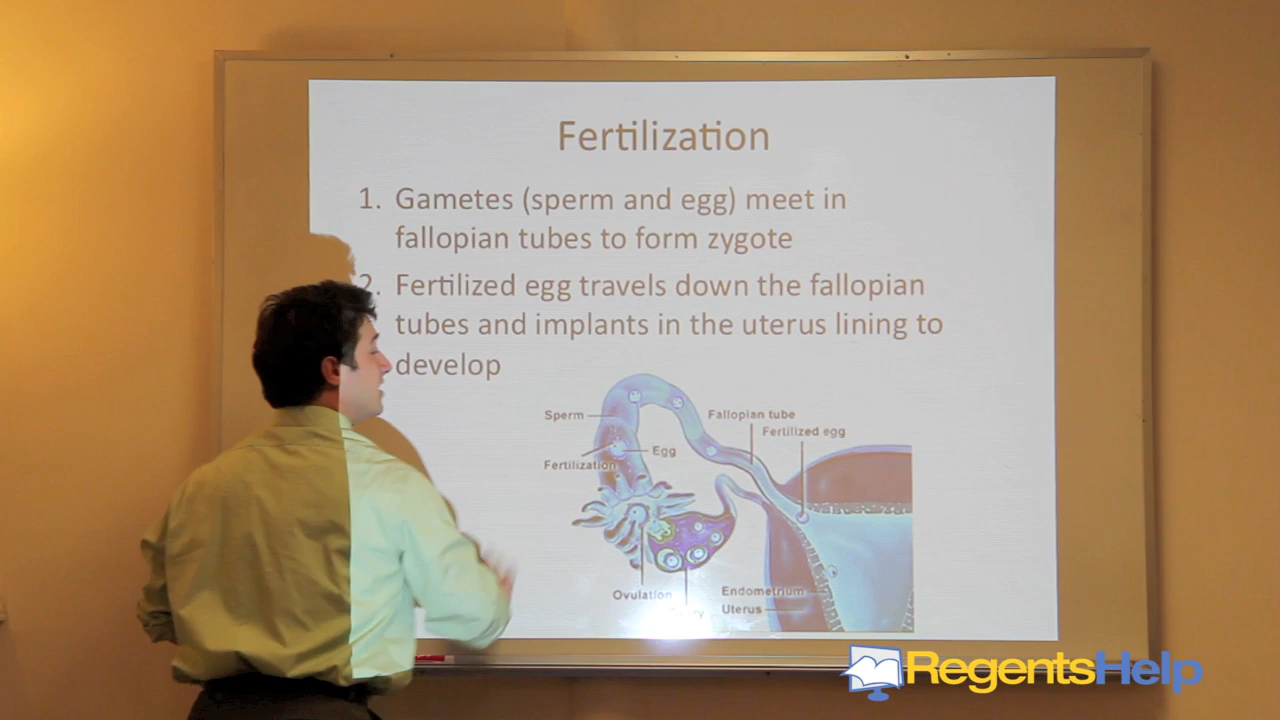 Fertilization
1. Gametes (sperm and egg) meet in
fallopian tubes to form zygote
2. Fertilized egg travels down the fallopian
tubes and implants in the uterus lining to
develop
Sperm
Fallopian tube
Fertilized egg
Egg
Fertilization
Ovulation
Endometrium
Uterus
RegentsHelp